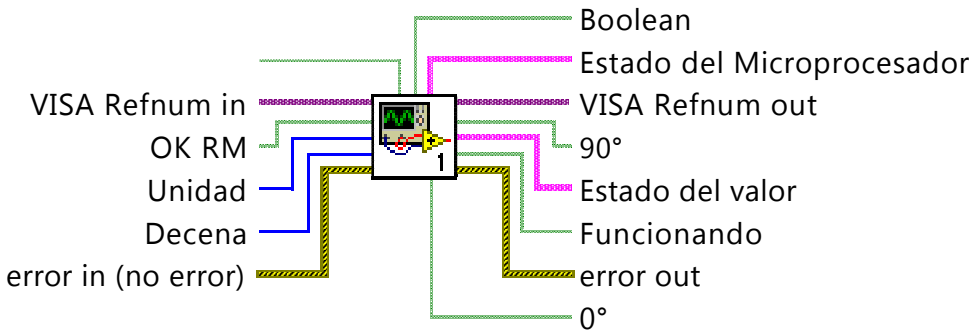 Boolean
Estado del Microprocesador
VISA Refnum in
VISA Refnum out
OK RM
90°
1
Unidad
Estado del valor
Decena
Funcionando
error in (no error)
error out
0°